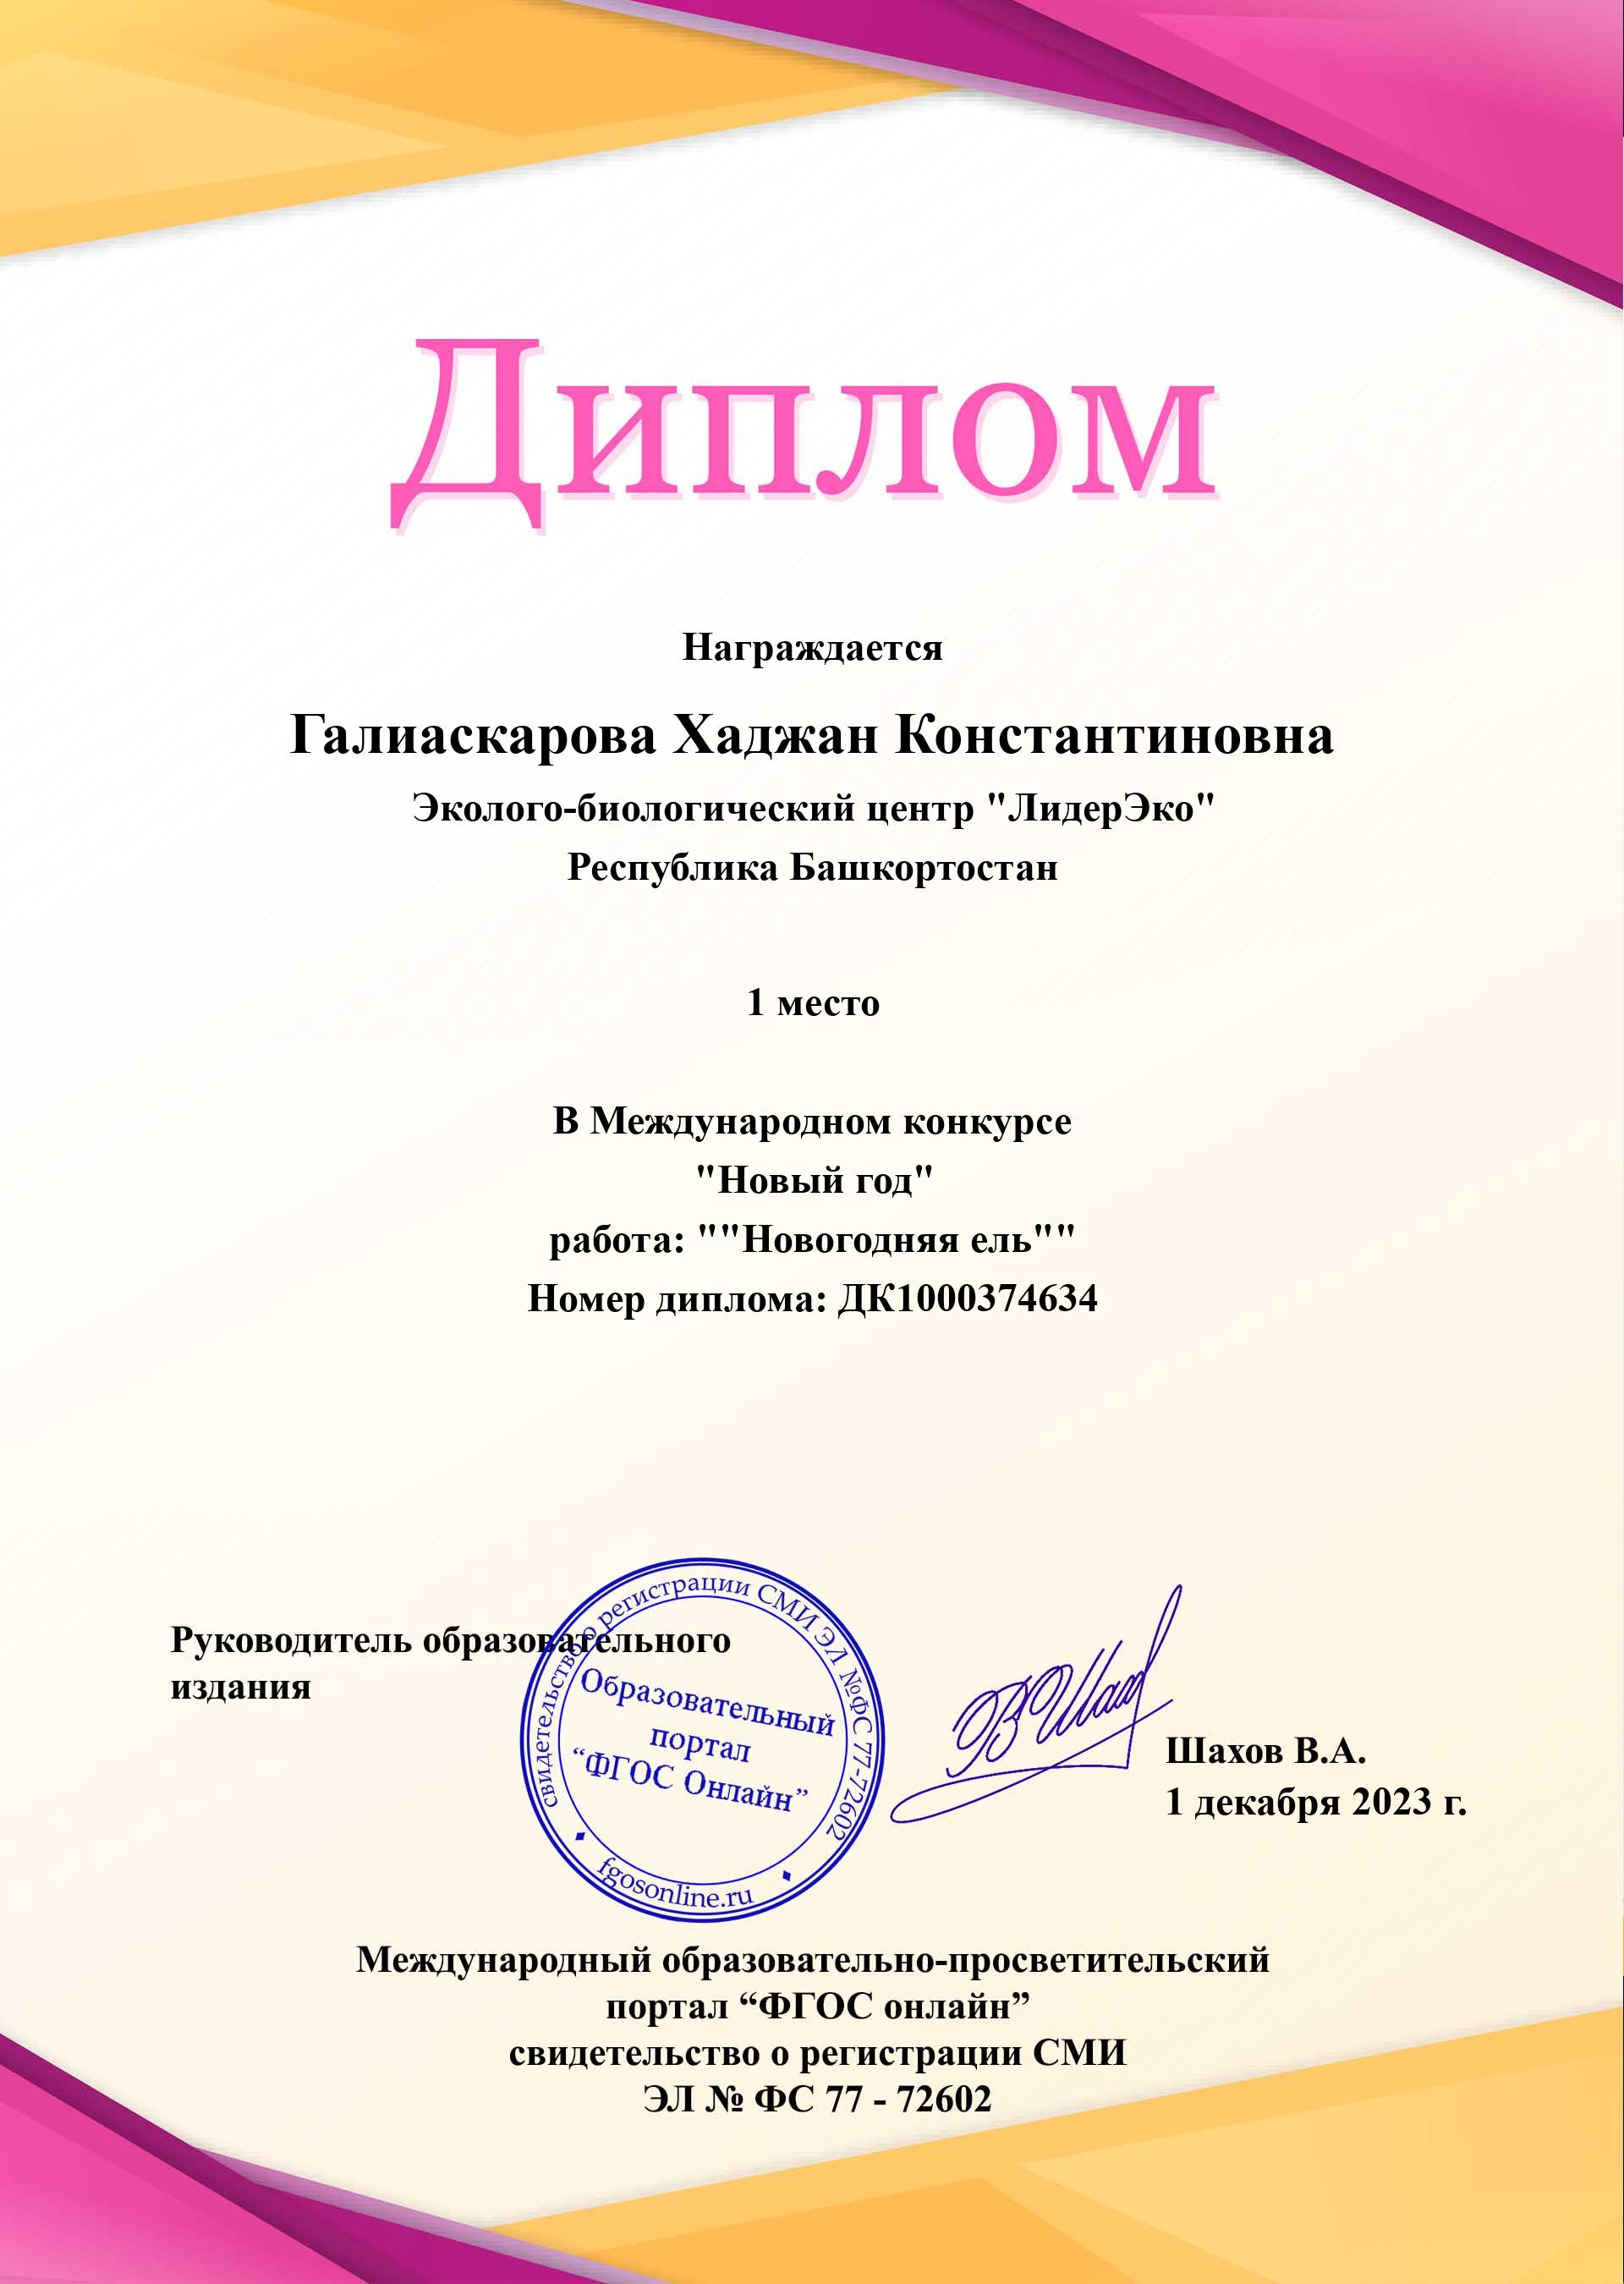 Диплом
Награждается
Галиаскарова Хаджан Константиновна
Эколого-биологический центр "ЛидерЭко"
Республика Башкортостан
1 место
В Международном конкурсе
"Новый год"
работа: ""Новогодняя ель""
Номер диплома: ДК1000374634
Руководитель образовательного
издания
свидетельство о регистрации СМИ ЭЛ №ФС 77-72602
Образовательный
портал
“ФГОС Онлайн”
fgosonline.ru
Шахов В.А.
1 декабря 2023 г.
Международный образовательно-просветительский
портал “ФГОС онлайн”
свидетельство о регистрации СМИ
ЭЛ № ФС 77 - 72602